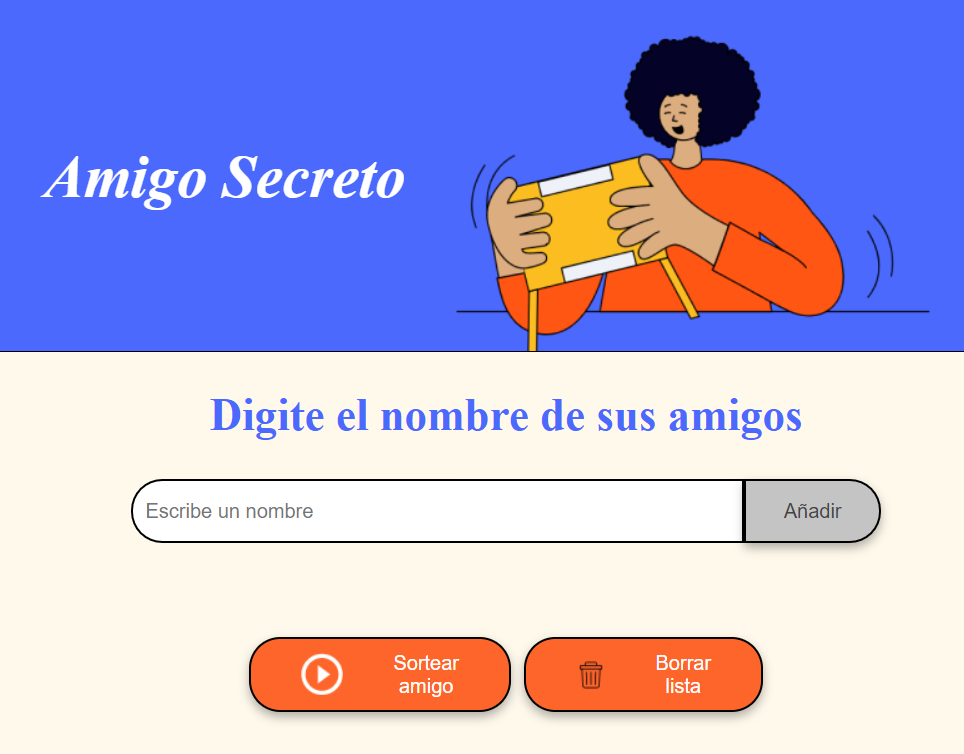 Amigo Secreto
Digite el nombre de sus amigos
Escribe un nombre
Añadir
Sortear
amigo
Borrar
lista